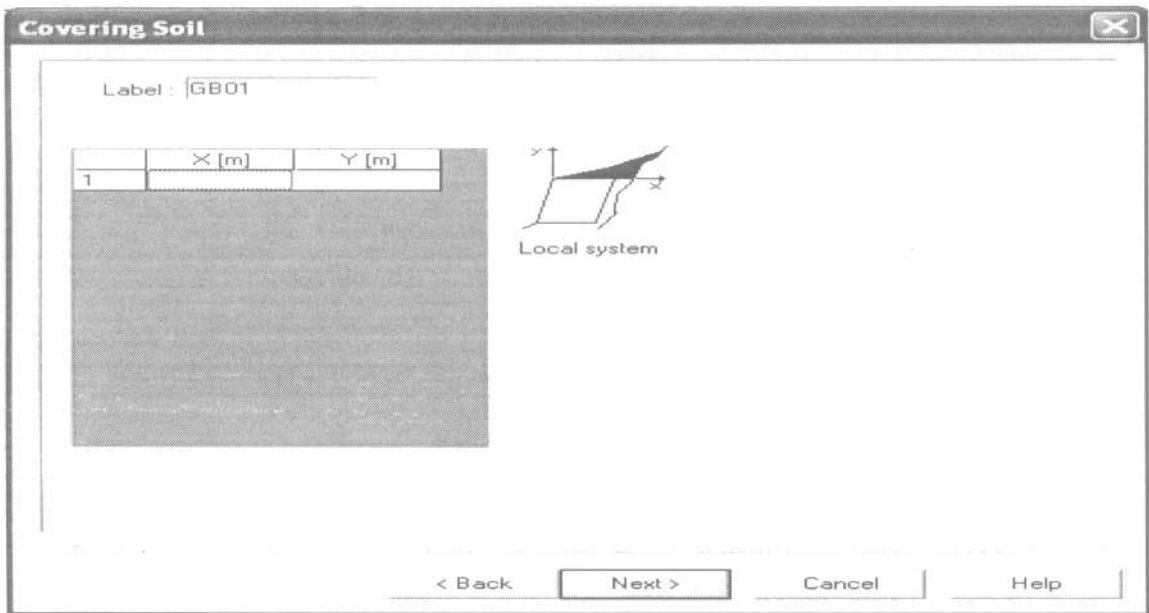 Covering Soil
Label : GB01
X [m] Y [m]
1
Y
X
Local system
< Back Next > Cancel Help